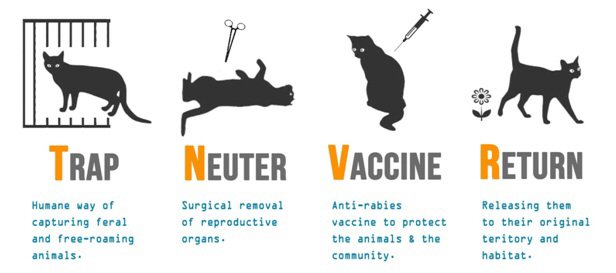 TRAP NEUTER VACCINE RETURN
Humane way of
capturing feral
and free-roaming
animals.
Surgical removal
of reproductive
organs.
Anti-rabies
vaccine to protect
the animals & the
community.
Releasing them
to their original
territory and
habitat.